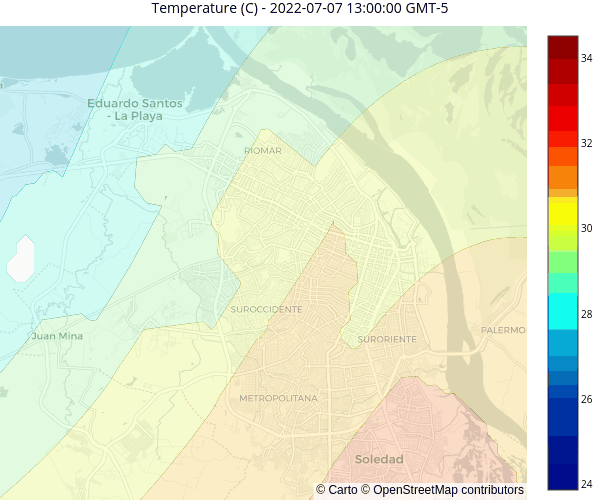 Temperature (C) - 2022-07-07 13:00:00 GMT-5
34
32
30
28
26
24
Eduardo Santos
- La Playa
RIOMAR
SUROCCIDENTE
Juan Mina
SURORIENTE
PALERMO
METROPOLITANA
Soledad
© Carto © OpenStreetMap contributors